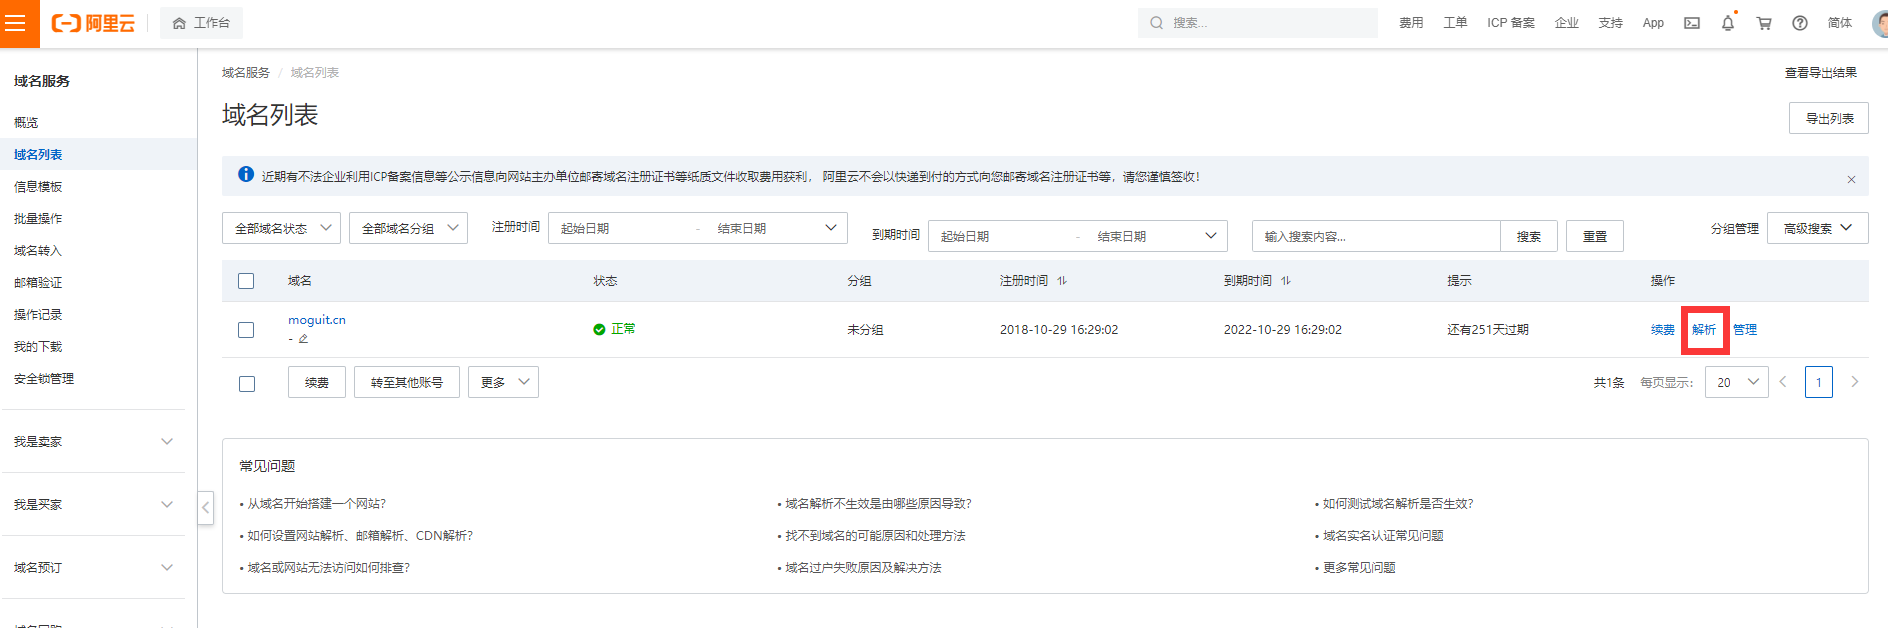 阿里云
工作台
搜索...
费用
工单
ICP 备案
企业
支持
App
简体
域名服务
概览
域名列表
信息模板
批量操作
域名转入
邮箱验证
操作记录
我的下载
安全锁管理
我是卖家
我是买家
域名预订
域名服务 / 域名列表
查看导出结果
域名列表
导出列表
近期有不法企业利用ICP备案信息等公示信息向网站主办单位邮寄域名注册证书等纸质文件收取费用获利， 阿里云不会以快递到付的方式向您邮寄域名注册证书等，请您谨慎签收！
全部域名状态
全部域名分组
注册时间
起始日期 - 结束日期
到期时间
起始日期 - 结束日期
输入搜索内容...
搜索
重置
分组管理
高级搜索
域名 状态 分组 注册时间 到期时间 提示 操作
moguit.cn 正常 未分组 2018-10-29 16:29:02 2022-10-29 16:29:02 还有251天过期 续费 解析 管理
-
续费
转至其他账号
更多
共1条 每页显示： 20 1
常见问题
• 从域名开始搭建一个网站?
• 域名解析不生效是由哪些原因导致?
• 如何测试域名解析是否生效?
• 如何设置网站解析、邮箱解析、CDN解析?
• 找不到域名的可能原因和处理方法
• 域名实名认证常见问题
• 域名或网站无法访问如何排查?
• 域名过户失败原因及解决方法
• 更多常见问题